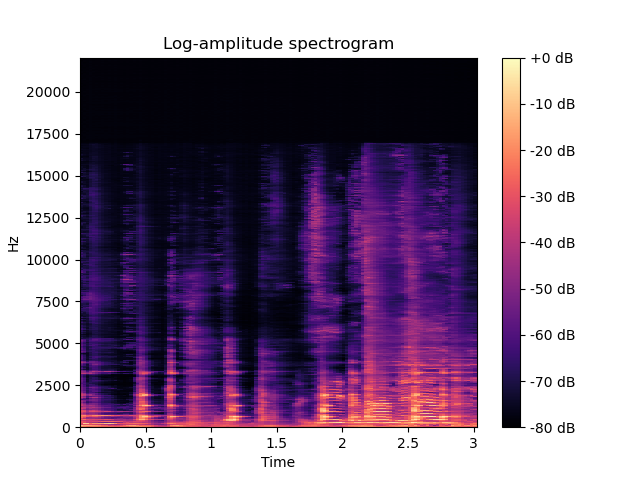 Log-amplitude spectrogram
20000
17500
15000
12500
10000
7500
5000
2500
0
Hz
0 0.5 1 1.5 2 2.5 3
Time
+0 dB
-10 dB
-20 dB
-30 dB
-40 dB
-50 dB
-60 dB
-70 dB
-80 dB